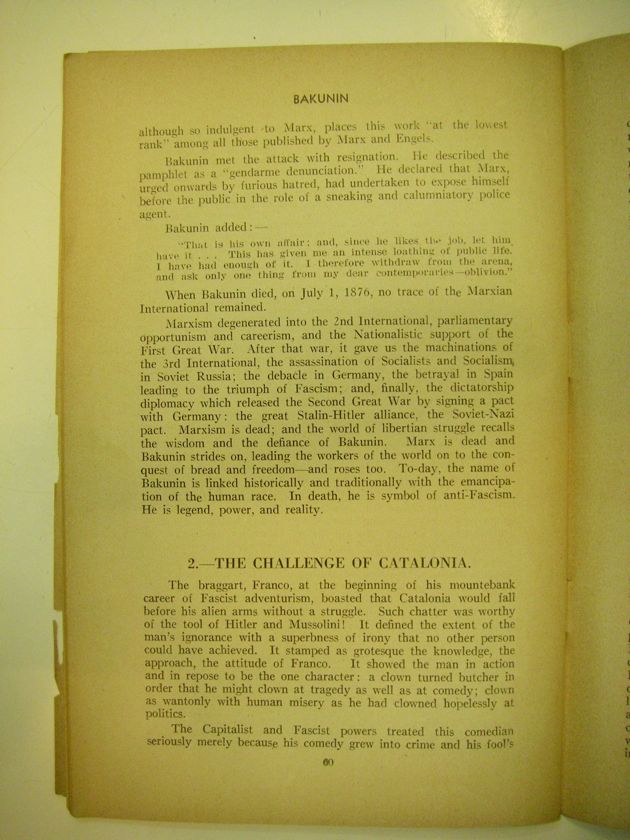 BAKUNIN
although so indulgent to Marx, places this work "at the lowest
rank" among all those published by Marx and Engels.
Bakunin met the attack with resignation. He described the
pamphlet as a "gendarme denunciation." He declared that Marx,
urged onwards by furious hatred, had undertaken to expose himself
before the public in the role of a sneaking and calumniatory police
agent.
Bakunin added:—
"That is his own affair; and, since he likes the job, let him
have it . . . This has given me an intense loathing of public life.
I have had enough of it. I therefore withdraw from the arena,
and ask only one thing from my dear contemporaries—oblivion."
When Bakunin died, on July 1, 1876, no trace of the Marxian
International remained.
Marxism degenerated into the 2nd International, parliamentary
opportunism and careerism, and the Nationalistic support of the
First Great War. After that war, it gave us the machinations of
the 3rd International, the assassination of Socialists and Socialism,
in Soviet Russia; the debacle in Germany, the betrayal in Spain
leading to the triumph of Fascism; and, finally, the dictatorship
diplomacy which released the Second Great War by signing a pact
with Germany: the great Stalin-Hitler alliance, the Soviet-Nazi
pact. Marxism is dead; and the world of libertian struggle recalls
the wisdom and the defiance of Bakunin. Marx is dead and
Bakunin strides on, leading the workers of the world on to the con-
quest of bread and freedom—and roses too. To-day, the name of
Bakunin is linked historically and traditionally with the emancipa-
tion of the human race. In death, he is symbol of anti-Fascism.
He is legend, power, and reality.
2.—THE CHALLENGE OF CATALONIA.
The braggart, Franco, at the beginning of his mountebank
career of Fascist adventurism, boasted that Catalonia would fall
before his alien arms without a struggle. Such chatter was worthy
of the tool of Hitler and Mussolini! It defined the extent of the
man's ignorance with a superbness of irony that no other person
could have achieved. It stamped as grotesque the knowledge, the
approach, the attitude of Franco. It showed the man in action
and in repose to be the one character: a clown turned butcher in
order that he might clown at tragedy as well as at comedy; clown
as wantonly with human misery as he had clowned hopelessly at
politics.
The Capitalist and Fascist powers treated this comedian
seriously merely because his comedy grew into crime and his fool's
60